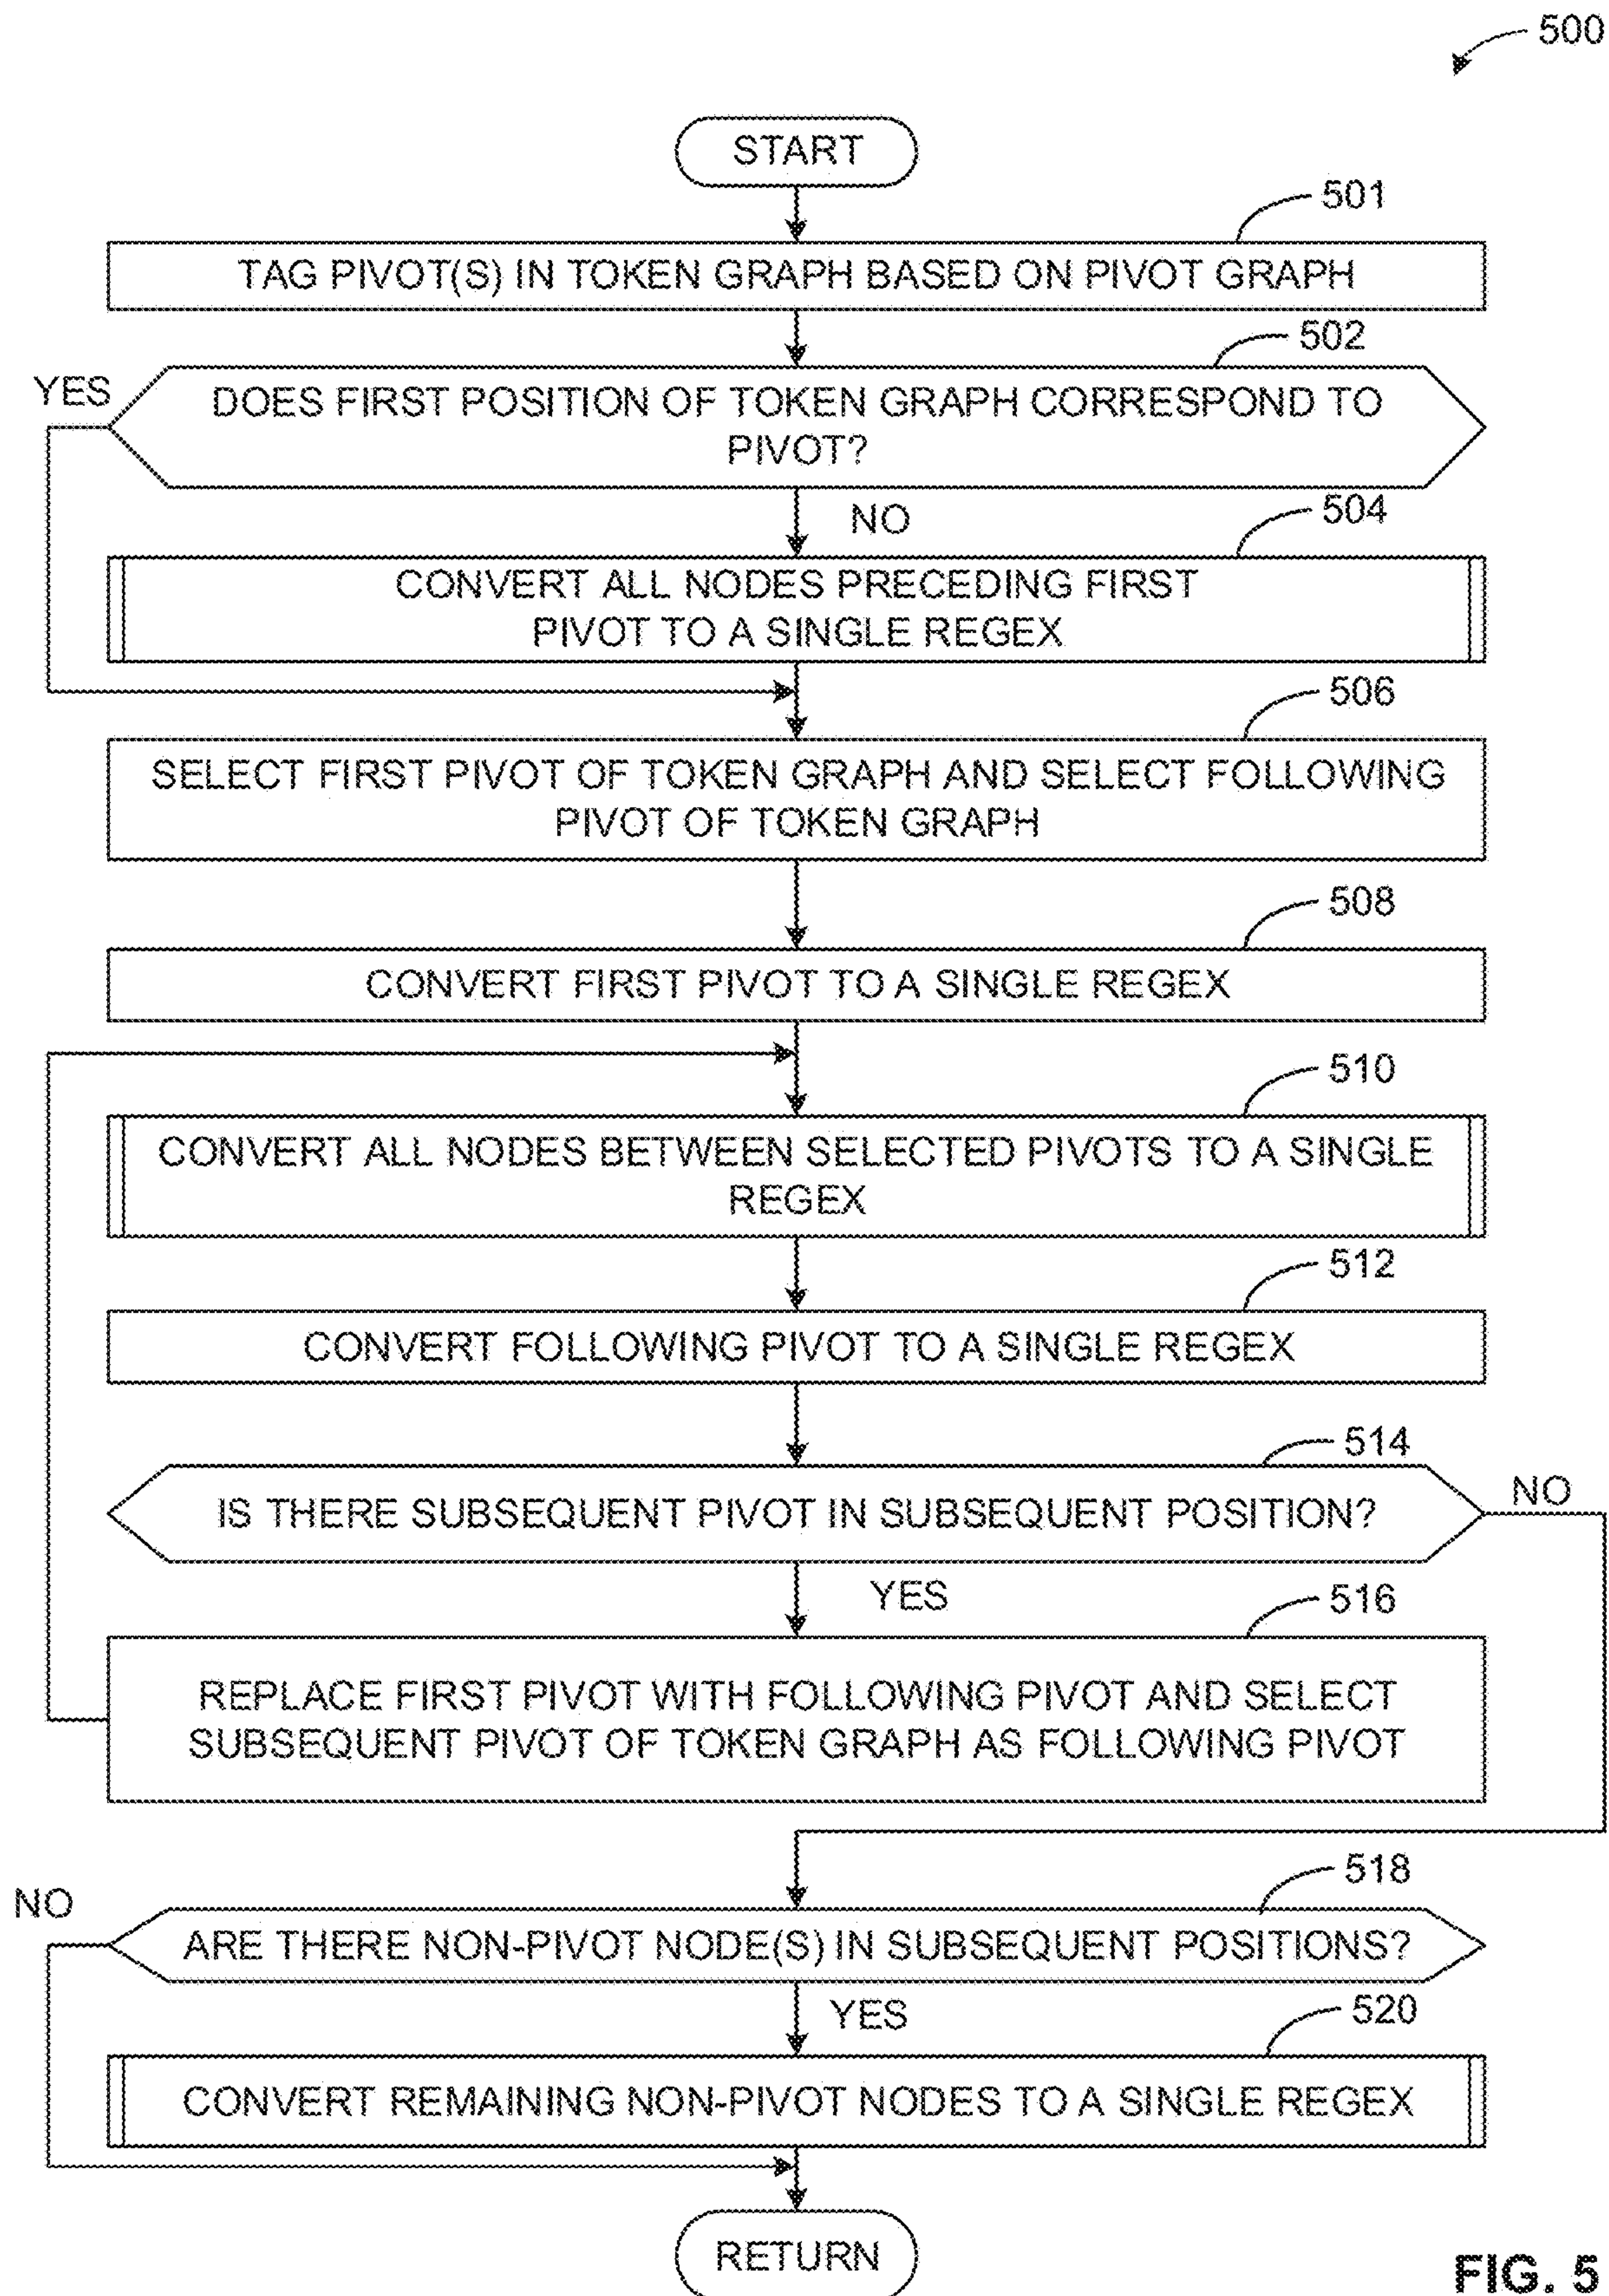 500
START
501
TAG PIVOT(S) IN TOKEN GRAPH BASED ON PIVOT GRAPH
502
YES
DOES FIRST POSITION OF TOKEN GRAPH CORRESPOND TO
PIVOT?
NO
504
CONVERT ALL NODES PRECEDING FIRST
PIVOT TO A SINGLE REGEX
506
SELECT FIRST PIVOT OF TOKEN GRAPH AND SELECT FOLLOWING
PIVOT OF TOKEN GRAPH
508
CONVERT FIRST PIVOT TO A SINGLE REGEX
510
CONVERT ALL NODES BETWEEN SELECTED PIVOTS TO A SINGLE
REGEX
512
CONVERT FOLLOWING PIVOT TO A SINGLE REGEX
514
IS THERE SUBSEQUENT PIVOT IN SUBSEQUENT POSITION?
NO
YES
516
REPLACE FIRST PIVOT WITH FOLLOWING PIVOT AND SELECT
SUBSEQUENT PIVOT OF TOKEN GRAPH AS FOLLOWING PIVOT
518
NO
ARE THERE NON-PIVOT NODE(S) IN SUBSEQUENT POSITIONS?
YES
520
CONVERT REMAINING NON-PIVOT NODES TO A SINGLE REGEX
RETURN
FIG. 5